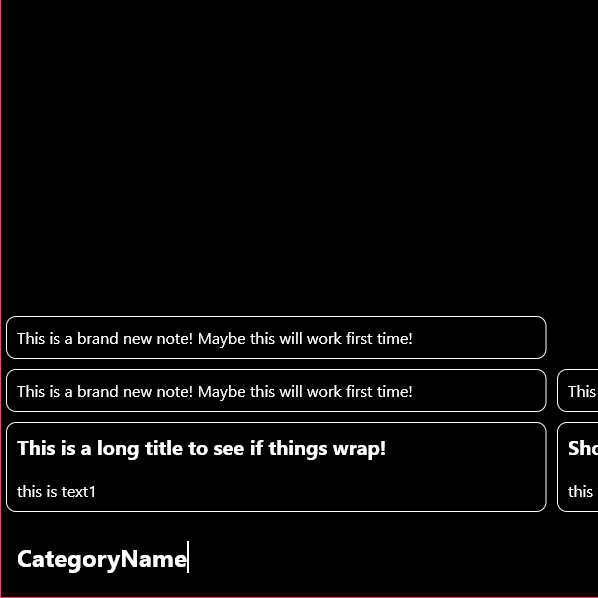 This is a brand new note! Maybe this will work first time!
This is a brand new note! Maybe this will work first time!
This
This is a long title to see if things wrap!
Sho
this is text1
this
CategoryName